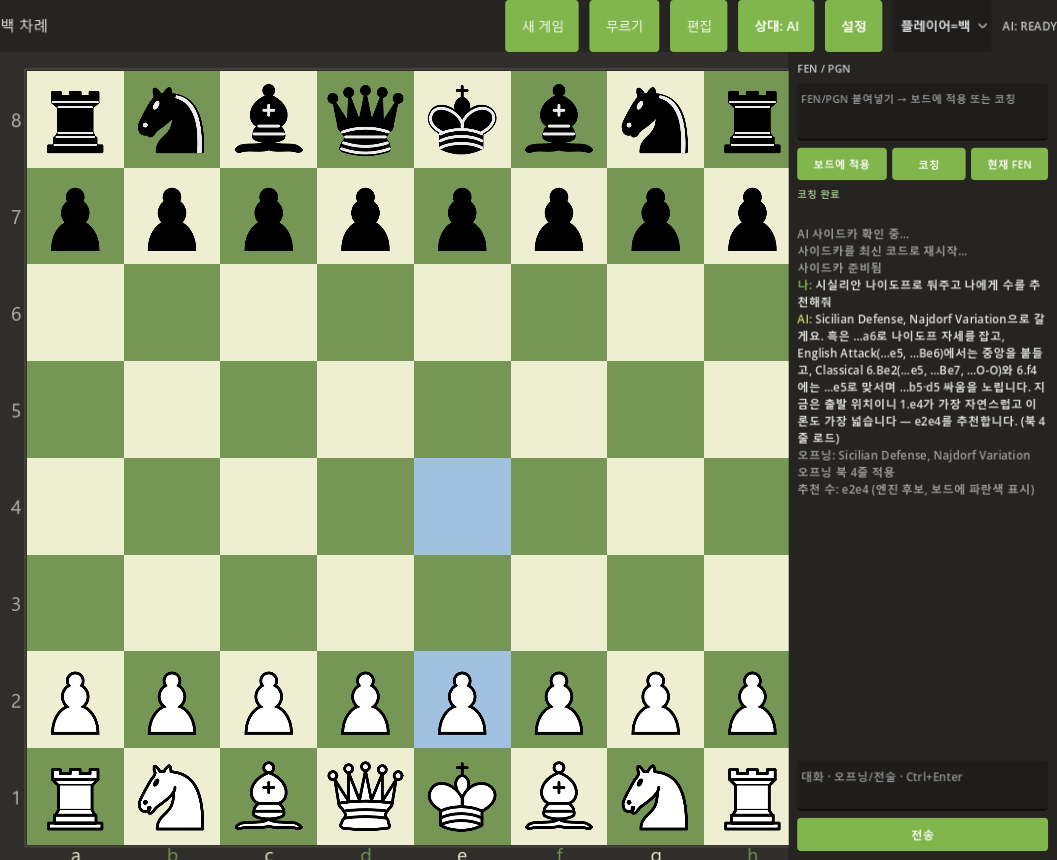 백 차례
새 게임
무르기
편집
상대: AI
설정
플레이어=백
AI: READY
FEN / PGN
FEN/PGN 붙여넣기 → 보드에 적용 또는 코칭
보드에 적용
코칭
현재 FEN
코칭 완료
AI 사이드카 확인 중...
사이드카를 최신 코드로 재시작...
사이드카 준비됨
나: 시실리안 나이도프로 둬주고 나에게 수를 추
천해줘
AI: Sicilian Defense, Najdorf Variation으로 갈
게요. 흑은 ...a6로 나이도프 자세를 잡고,
English Attack(...e5, ...Be6)에서는 중앙을 붙들
고, Classical 6.Be2(...e5, ...Be7, ...O-O)와 6.f4
에는 ...e5로 맞서며 ...b5·d5 싸움을 노립니다. 지
금은 출발 위치이니 1.e4가 가장 자연스럽고 이
론도 가장 넓습니다 — e2e4를 추천합니다. (북 4
줄 로드)
오프닝: Sicilian Defense, Najdorf Variation
오프닝 북 4줄 적용
추천 수: e2e4 (엔진 후보, 보드에 파란색 표시)
8
7
6
5
4
3
2
1
a
b
c
d
e
f
g
h
대화 · 오프닝/전술 · Ctrl+Enter
전송